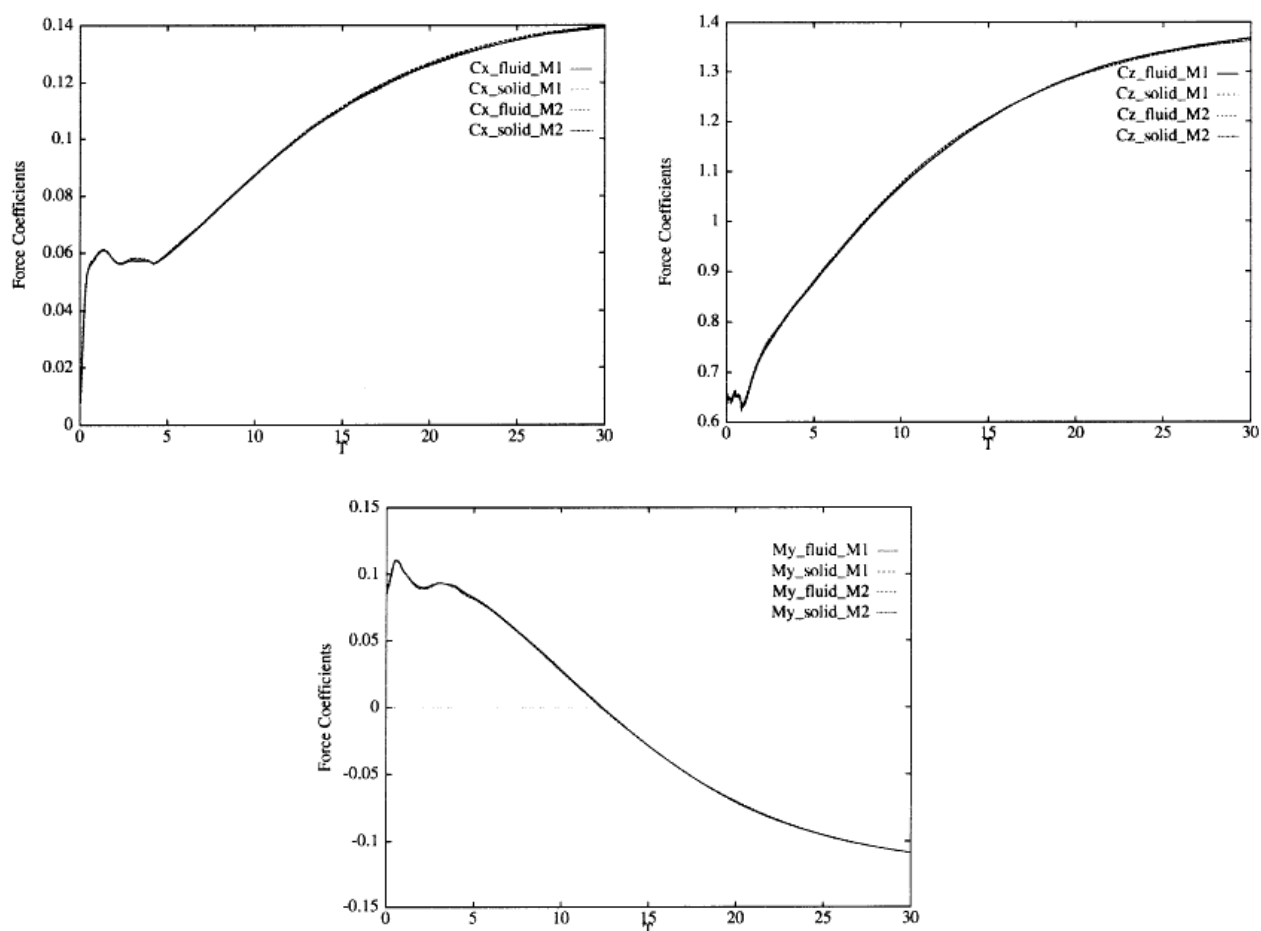 0.14
0.12
0.1
0.08
0.06
0.04
0.02
0
0 5 10 15 20 25 30
T
Force Coefficients
Cx_fluid_M1
Cx_solid_M1
Cx_fluid_M2
Cx_solid_M2
1.4
1.3
1.2
1.1
1
0.9
0.8
0.7
0.6
0 5 10 15 20 25 30
T
Force Coefficients
Cz_fluid_M1
Cz_solid_M1
Cz_fluid_M2
Cz_solid_M2
0.15
0.1
0.05
0
-0.05
-0.1
-0.15
0 5 10 15 20 25 30
T
Force Coefficients
My_fluid_M1
My_solid_M1
My_fluid_M2
My_solid_M2